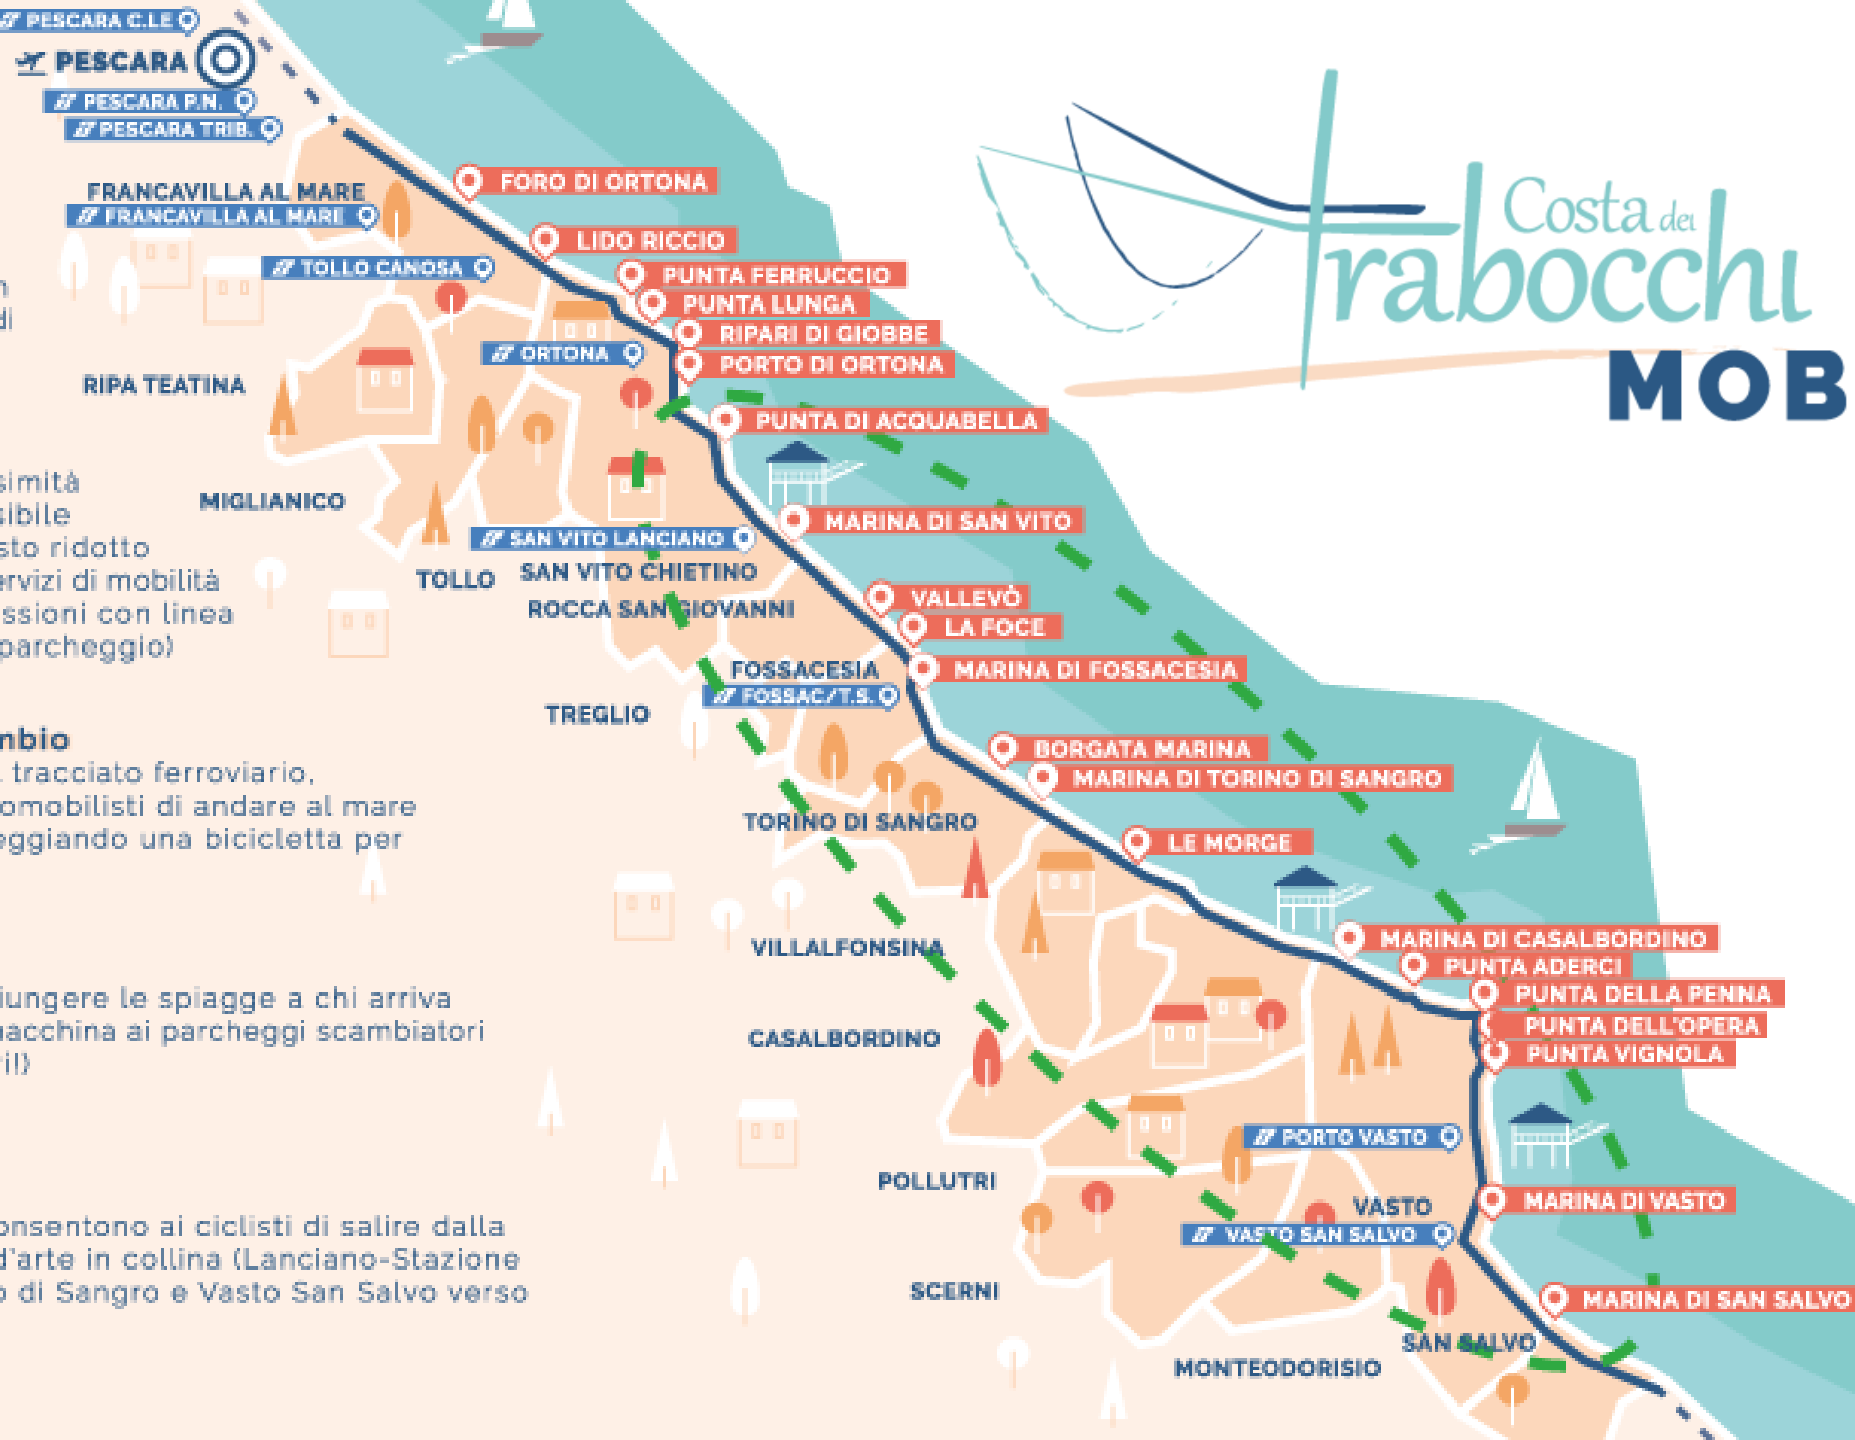 PESCARA C.LE
PESCARA
PESCARA P.N.
PESCARA TRIB.
FRANCAVILLA AL MARE
FRANCAVILLA AL MARE
TOLLO CANOSA
ORTONA
RIPA TEATINA
MIGLIANICO
TOLLO
SAN VITO LANCIANO
SAN VITO CHIETINO
ROCCA SAN GIOVANNI
FOSSACESIA
FOSSAC/T.S.
TREGLIO
TORINO DI SANGRO
VILLALFONSINA
CASALBORDINO
POLLUTRI
SCERNI
PORTO VASTO
VASTO
VASTO SAN SALVO
SAN SALVO
MONTEODORISIO
FORO DI ORTONA
LIDO RICCIO
PUNTA FERRUCCIO
PUNTA LUNGA
RIPARI DI GIOBBE
PORTO DI ORTONA
PUNTA DI ACQUABELLA
MARINA DI SAN VITO
VALLEVÒ
LA FOCE
MARINA DI FOSSACESIA
BORGATA MARINA
MARINA DI TORINO DI SANGRO
LE MORGE
MARINA DI CASALBORDINO
PUNTA ADERCI
PUNTA DELLA PENNA
PUNTA DELL'OPERA
PUNTA VIGNOLA
MARINA DI VASTO
MARINA DI SAN SALVO
Costa dei
Trabocchi
MOB
di
simità
sibile
sto ridotto
ervizi di mobilità
ssioni con linea
parcheggio)
mbio
tracciato ferroviario,
omobilisti di andare al mare
eggiando una bicicletta per
iungere le spiagge a chi arriva
macchina ai parcheggi scambiatori
ri!)
onsentono ai ciclisti di salire dalla
d'arte in collina (Lanciano-Stazione
o di Sangro e Vasto San Salvo verso